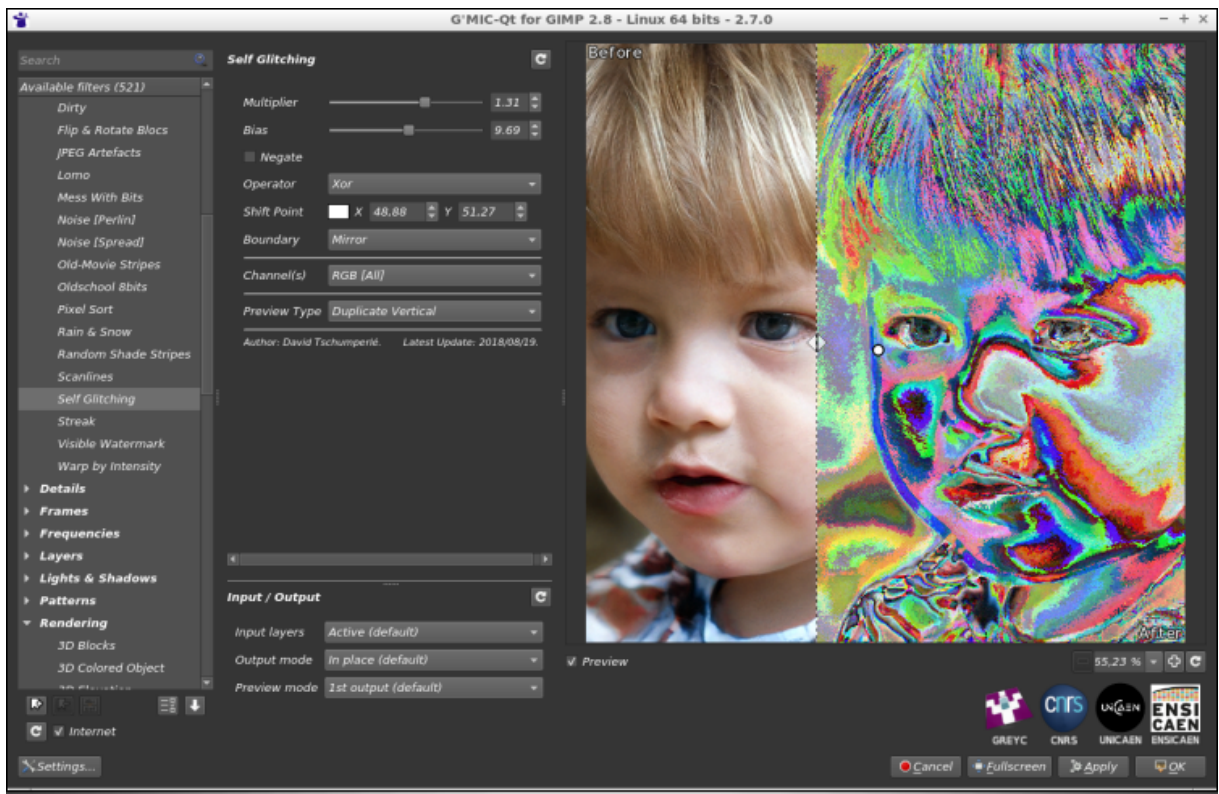 G'MIC-Qt for GIMP 2.8 - Linux 64 bits - 2.7.0
Search
Available filters (521)
Dirty
Flip & Rotate Blocs
JPEG Artefacts
Lomo
Mess With Bits
Noise [Perlin]
Noise [Spread]
Old-Movie Stripes
Oldschool 8bits
Pixel Sort
Rain & Snow
Random Shade Stripes
Scanlines
Self Glitching
Streak
Visible Watermark
Warp by Intensity
Details
Frames
Frequencies
Layers
Lights & Shadows
Patterns
Rendering
3D Blocks
3D Colored Object
3D Elevation
Internet
Settings...
Self Glitching
Multiplier 1.31
Bias 9.69
Negate
Operator Xor
Shift Point X 48.88 Y 51.27
Boundary Mirror
Channel(s) RGB [All]
Preview Type Duplicate Vertical
Author: David Tschumperlé. Latest Update: 2018/08/19.
Input / Output
Input layers Active (default)
Output mode In place (default)
Preview mode 1st output (default)
Before
After
Preview
55,23 %
cnrs
UNICAEN
ENSI
CAEN
GREYC CNRS UNICAEN ENSICAEN
Cancel Fullscreen Apply OK